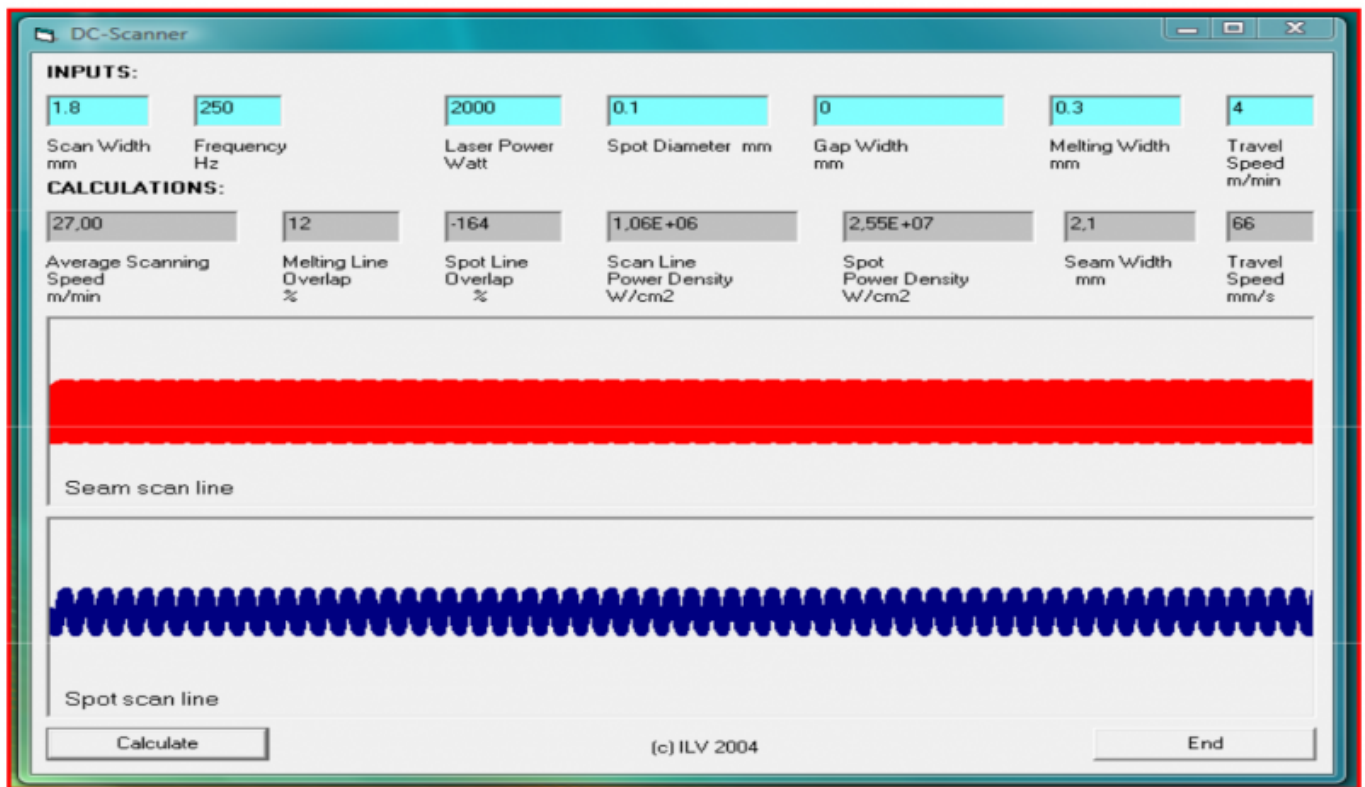 DC-Scanner
INPUTS:
1.8 250 2000 0.1 0 0.3 4
Scan Width Frequency Laser Power Spot Diameter mm Gap Width Melting Width Travel
mm Hz Watt mm mm Speed
m/min
CALCULATIONS:
27,00 12 -164 1,06E+06 2,55E+07 2,1 66
Average Scanning Melting Line Spot Line Scan Line Spot Seam Width Travel
Speed Overlap Overlap Power Density Power Density mm Speed
m/min % % W/cm2 W/cm2 mm/s
Seam scan line
Spot scan line
Calculate (c) ILV 2004 End